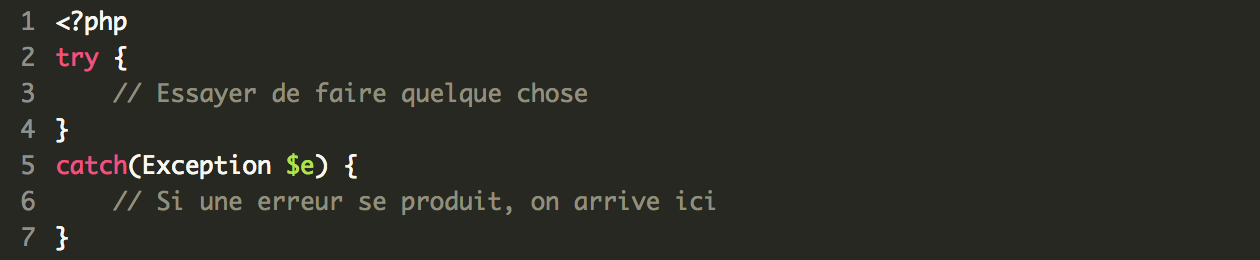 1 <?php
2 try {
3     // Essayer de faire quelque chose
4 }
5 catch(Exception $e) {
6     // Si une erreur se produit, on arrive ici
7 }